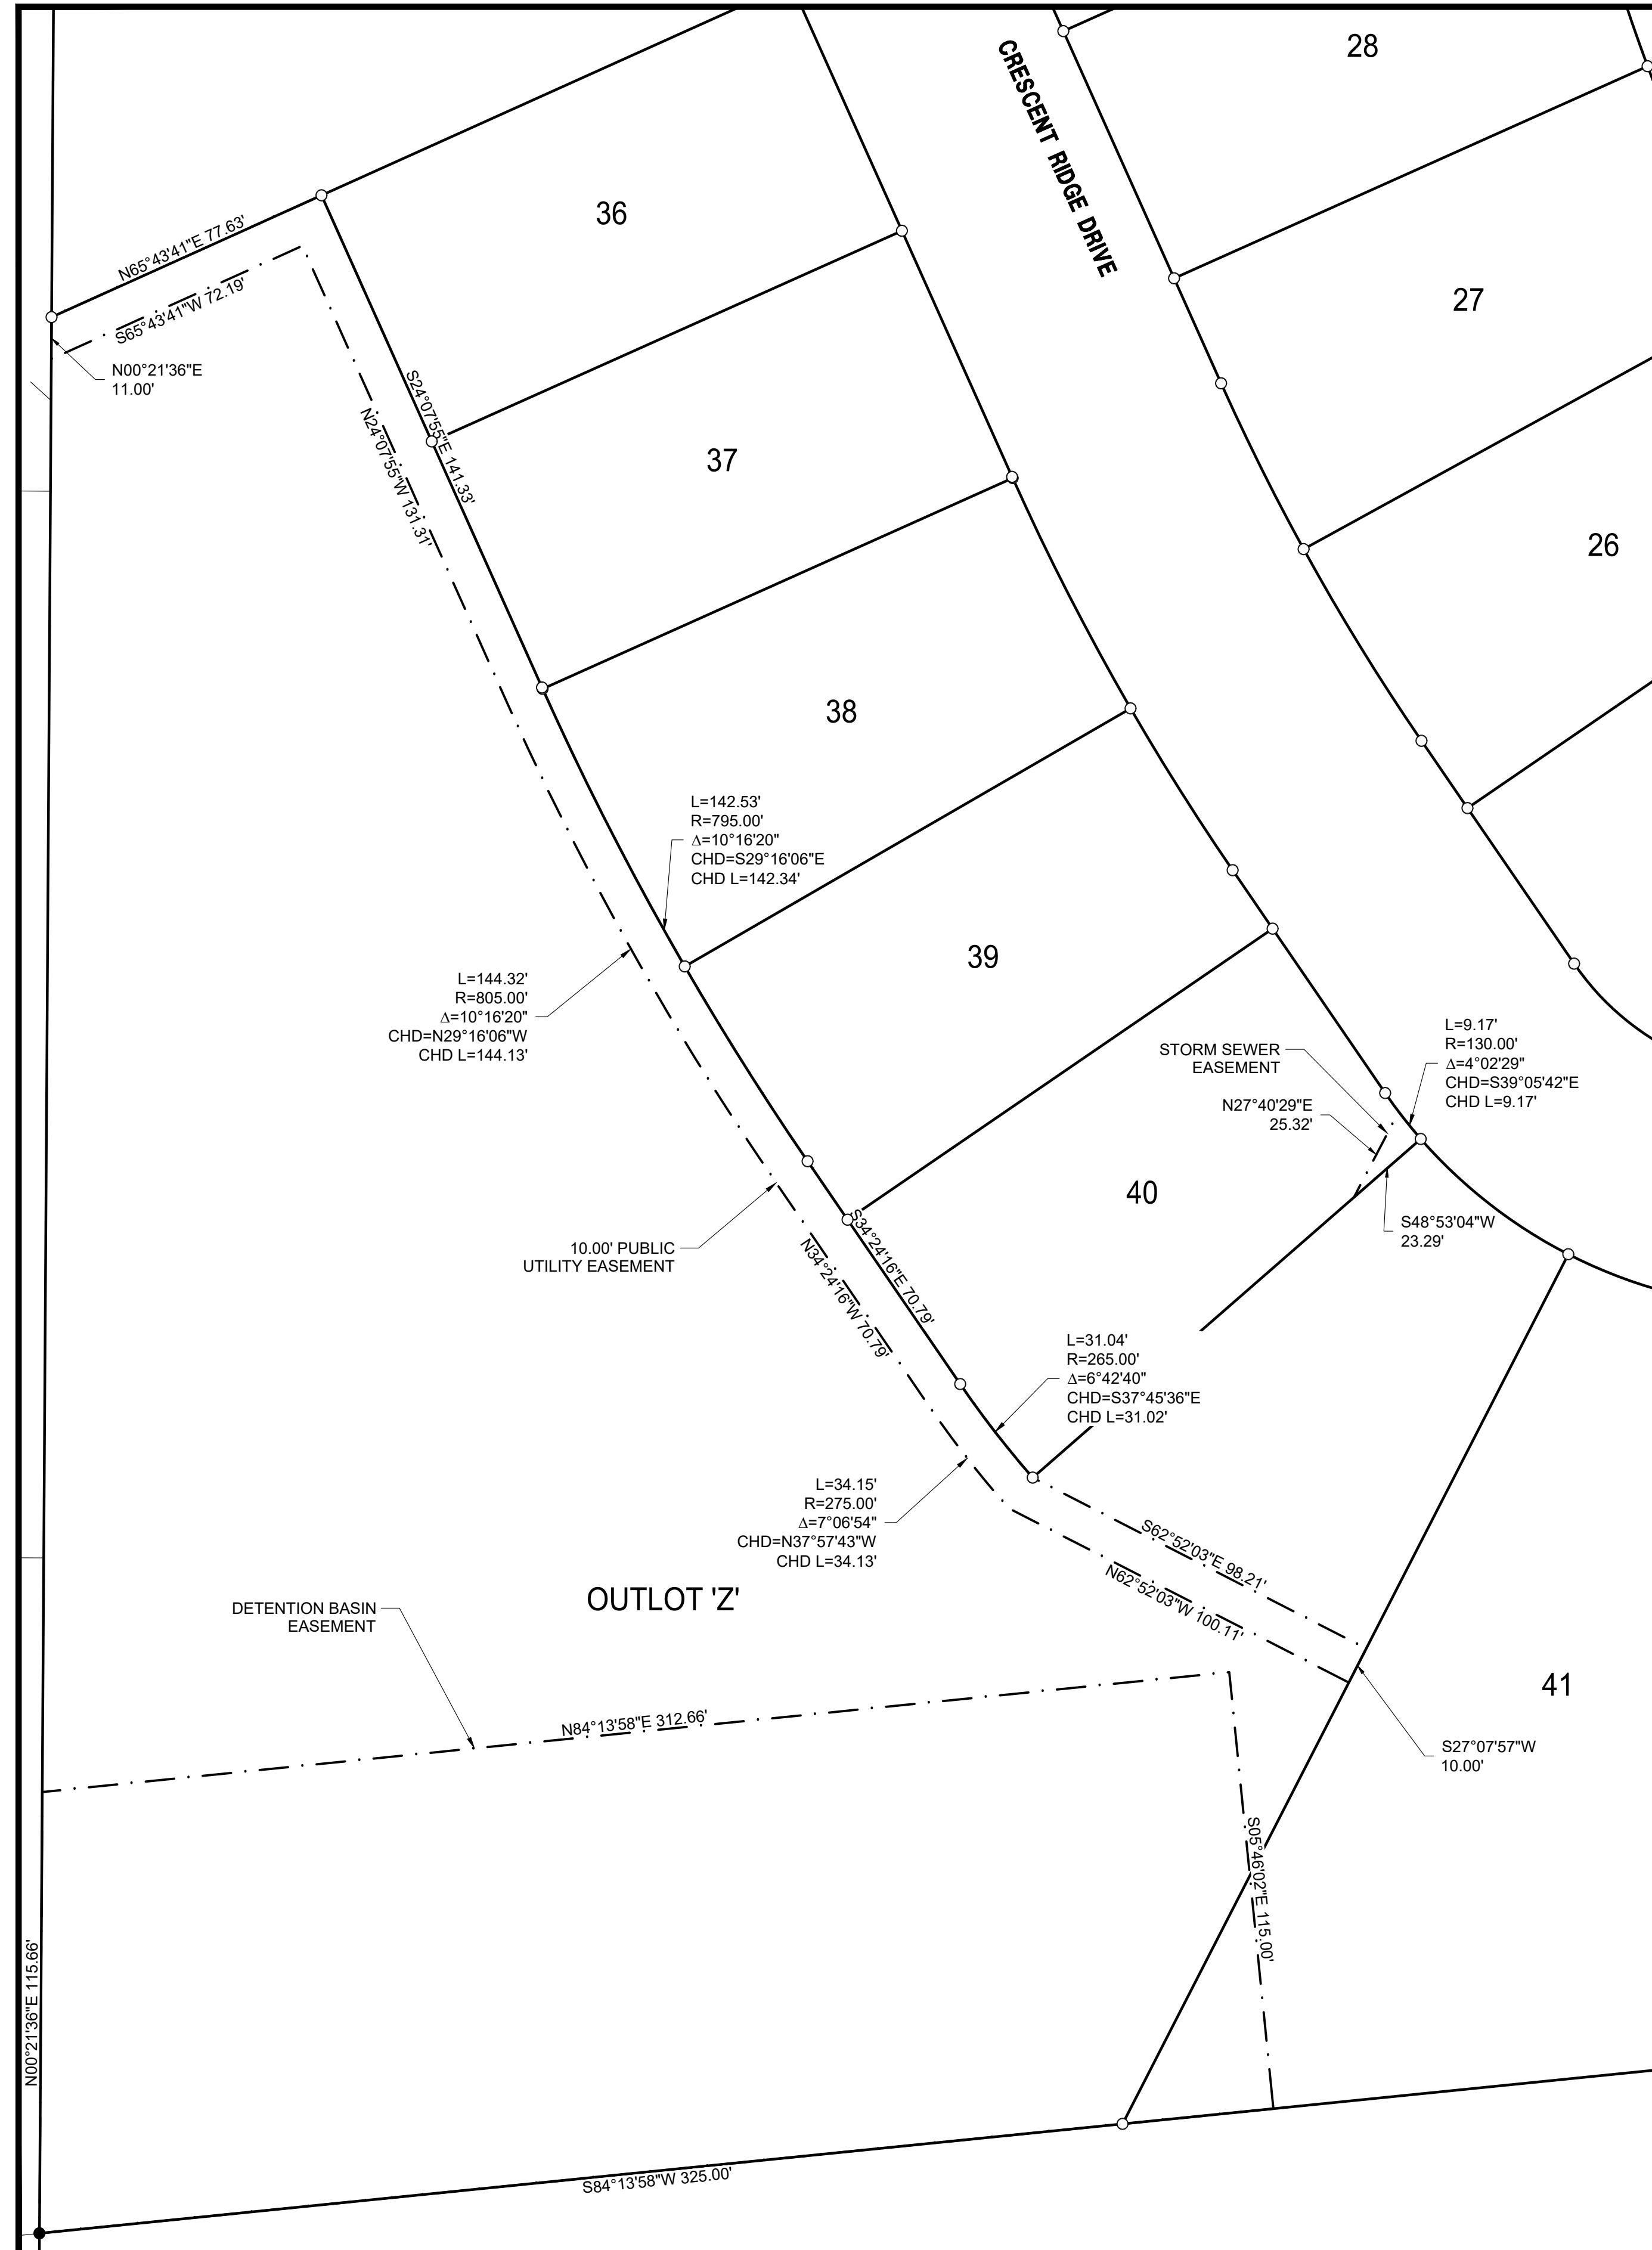 28
CRESCENT RIDGE DRIVE
36
N65°43'41"E 77.63'
S65°43'41"W 72.19'
27
N00°21'36"E
11.00'
S24°07'55"E 141.33'
N24°07'55"W 131.31'
37
26
38
L=142.53'
R=795.00'
Δ=10°16'20"
CHD=S29°16'06"E
CHD L=142.34'
39
L=144.32'
R=805.00'
Δ=10°16'20"
CHD=N29°16'06"W
CHD L=144.13'
L=9.17'
R=130.00'
Δ=4°02'29"
CHD=S39°05'42"E
CHD L=9.17'
STORM SEWER
EASEMENT
N27°40'29"E
25.32'
40
S48°53'04"W
23.29'
10.00' PUBLIC
UTILITY EASEMENT
S34°24'16"E 70.79'
N34°24'16"W 70.79'
L=31.04'
R=265.00'
Δ=6°42'40"
CHD=S37°45'36"E
CHD L=31.02'
L=34.15'
R=275.00'
Δ=7°06'54"
CHD=N37°57'43"W
CHD L=34.13'
S62°52'03"E 98.21'
N62°52'03"W 100.11'
OUTLOT 'Z'
DETENTION BASIN
EASEMENT
41
N84°13'58"E 312.66'
S27°07'57"W
10.00'
S05°46'02"E 115.00'
N00°21'36"E 115.66'
S84°13'58"W 325.00'